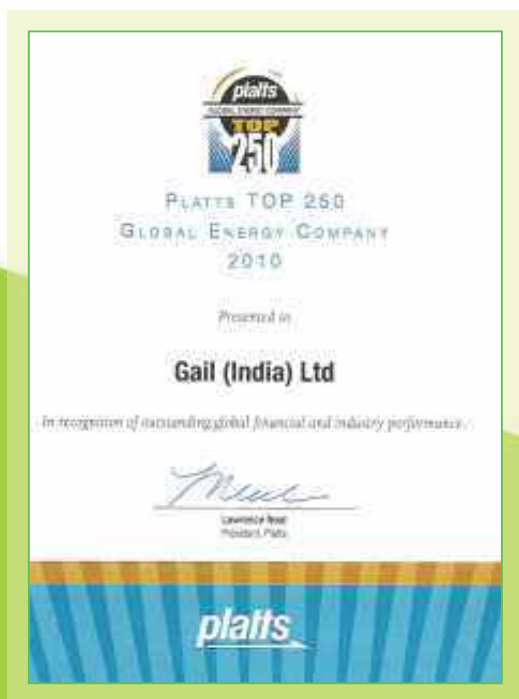 platts
GLOBAL ENERGY COMPANY
TOP
250
PLATTS TOP 250
GLOBAL ENERGY COMPANY
2010
Presented to
Gail (India) Ltd
In recognition of outstanding global financial and industry performance.
Lawrence Neal
President, Platts
platts